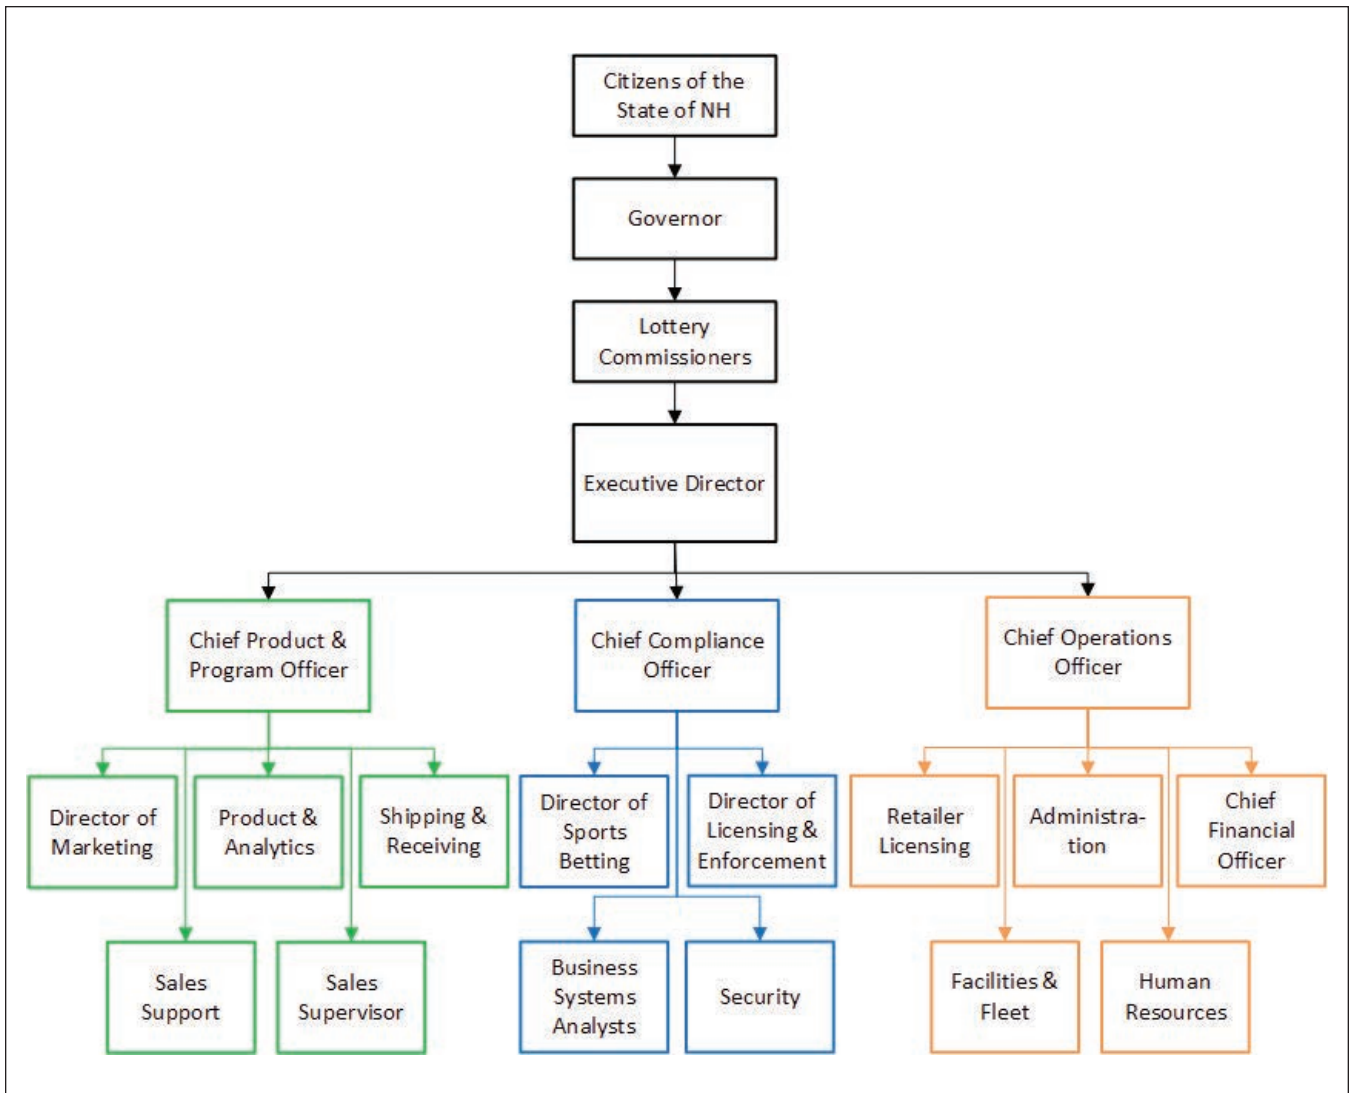 Citizens of the
State of NH
Governor
Lottery
Commissioners
Executive Director
Chief Product &
Program Officer
Chief Compliance
Officer
Chief Operations
Officer
Director of
Marketing
Product &
Analytics
Shipping &
Receiving
Director of
Sports
Betting
Director of
Licensing &
Enforcement
Retailer
Licensing
Administra-
tion
Chief
Financial
Officer
Sales
Support
Sales
Supervisor
Business
Systems
Analysts
Security
Facilities &
Fleet
Human
Resources